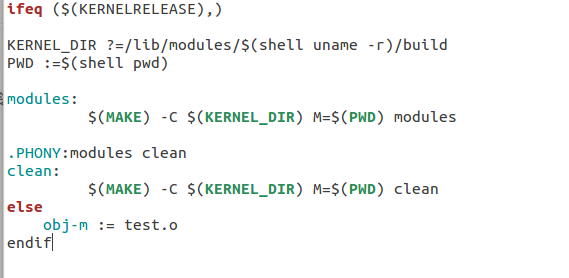 ifeq ($(KERNELRELEASE),)
KERNEL_DIR ?=/lib/modules/$(shell uname -r)/build
PWD :=$(shell pwd)
modules:
$(MAKE) -C $(KERNEL_DIR) M=$(PWD) modules
.PHONY:modules clean
clean:
$(MAKE) -C $(KERNEL_DIR) M=$(PWD) clean
else
obj-m := test.o
endif